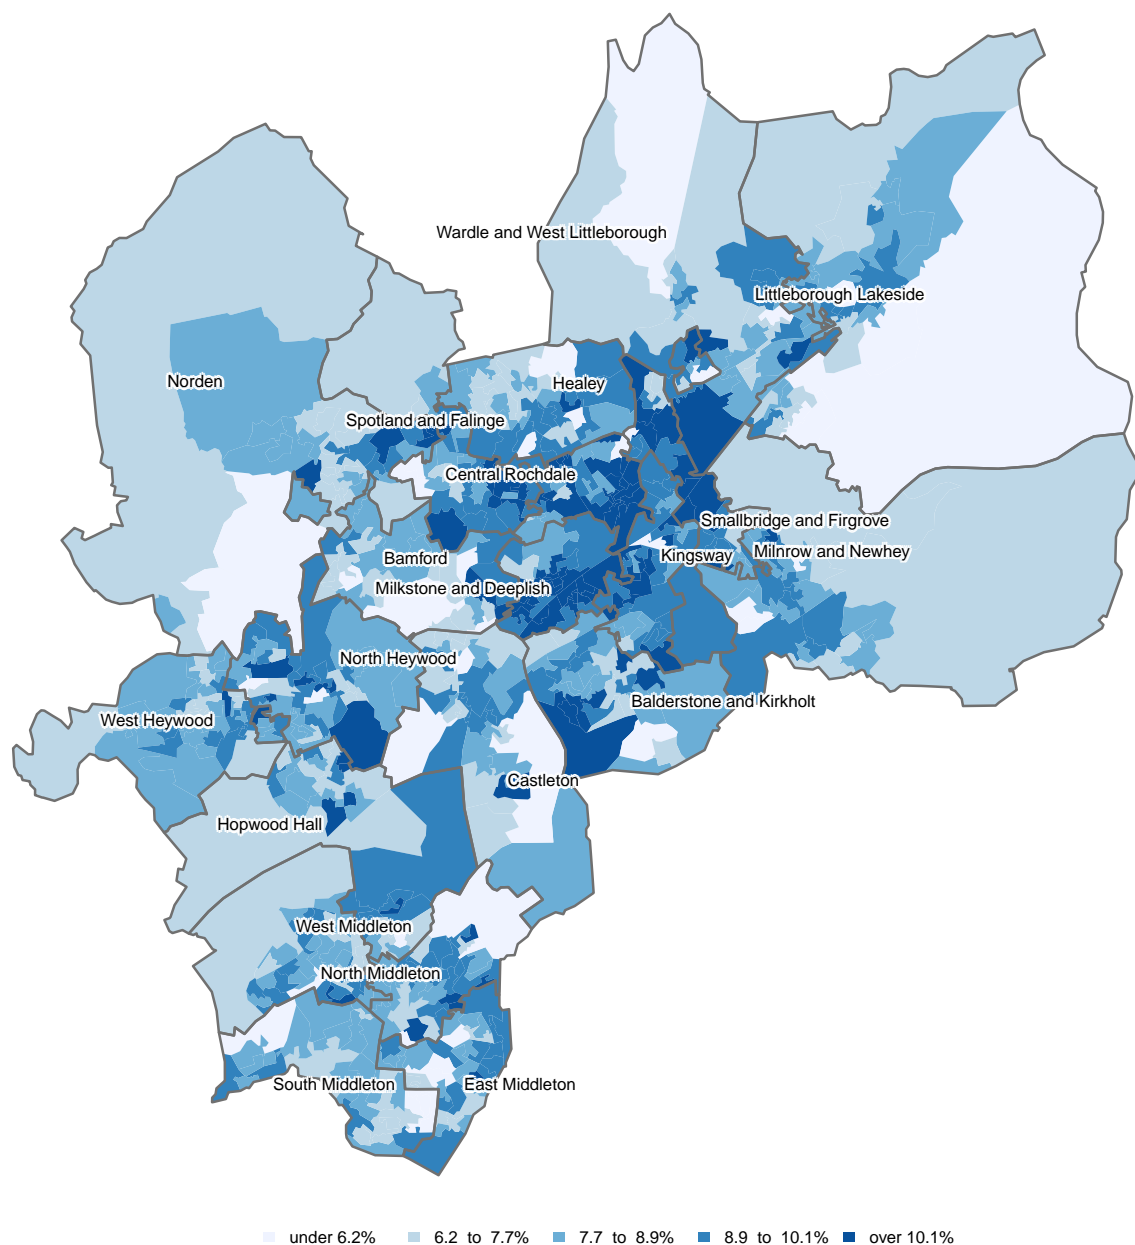 Wardle and West Littleborough
Littleborough Lakeside
Norden
Healey
Spotland and Falinge
Central Rochdale
Smallbridge and Firgrove
Bamford
Kingsway
Milnrow and Newhey
Milkstone and Deeplish
North Heywood
West Heywood
Balderstone and Kirkholt
Castleton
Hopwood Hall
West Middleton
North Middleton
South Middleton
East Middleton
under 6.2% 6.2 to 7.7% 7.7 to 8.9% 8.9 to 10.1% over 10.1%